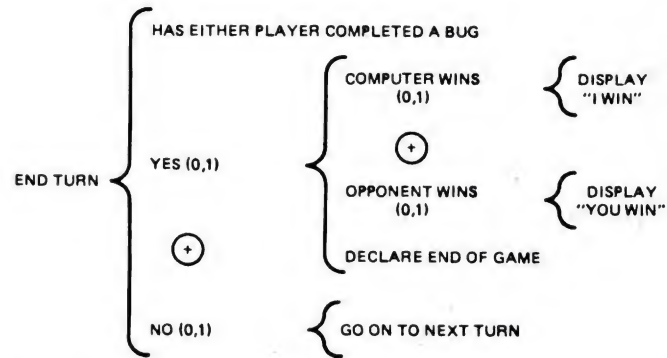 HAS EITHER PLAYER COMPLETED A BUG
COMPUTER WINS
(0,1)
DISPLAY
"I WIN"
+
END TURN
YES (0,1)
OPPONENT WINS
(0,1)
DISPLAY
"YOU WIN"
+
DECLARE END OF GAME
NO (0,1)
GO ON TO NEXT TURN